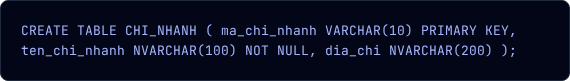 CREATE TABLE CHI_NHANH ( ma_chi_nhanh VARCHAR(10) PRIMARY KEY,
ten_chi_nhanh NVARCHAR(100) NOT NULL, dia_chi NVARCHAR(200) );